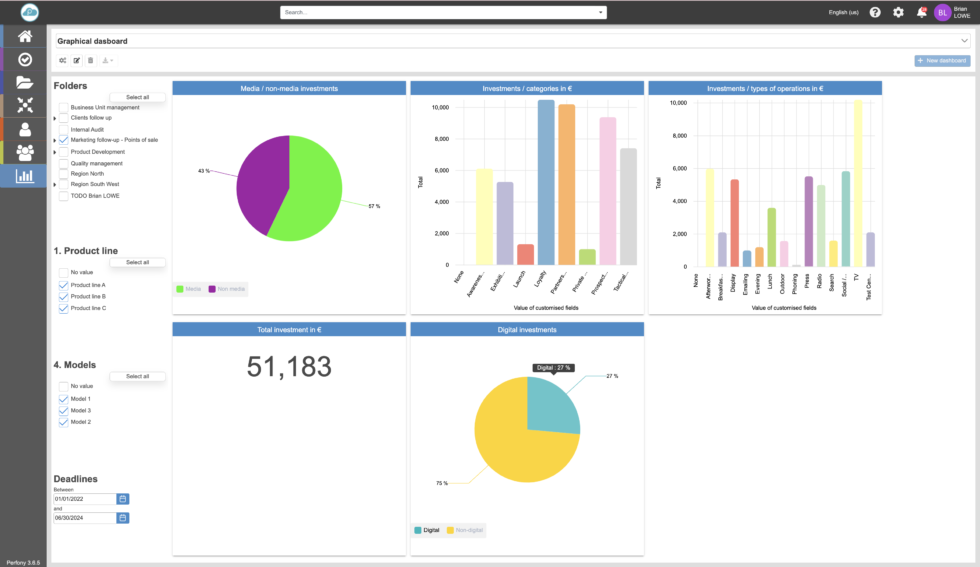 Search...
English (us)
BL
Brian
LOWE
Graphical dasboard
+ New dashboard
Folders
Select all
Business Unit management
Clients follow up
Internal Audit
Marketing follow-up - Points of sale
Product Development
Quality management
Region North
Region South West
TODO Brian LOWE
1. Product line
Select all
No value
Product line A
Product line B
Product line C
4. Models
Select all
No value
Model 1
Model 3
Model 2
Deadlines
Between
01/01/2022
and
06/30/2024
Perfony 3.6.5
Media / non-media investments
43 %
57 %
Media
Non media
Investments / categories in €
Total
10,000
8,000
6,000
4,000
2,000
0
None
Awarenes...
Exhibiti...
Launch
Loyalty
Partners...
Private ...
Prospect...
Tactical...
Value of customised fields
Investments / types of operations in €
Total
10,000
8,000
6,000
4,000
2,000
0
None
Afterwor...
Breakfas...
Display
Emailing
Evening
Lunch
Outdoor
Phoning
Press
Radio
Search
Social /...
TV
Test Cen...
Value of customised fields
Total investment in €
51,183
Digital investments
Digital : 27 %
27 %
75 %
Digital
Non-digital